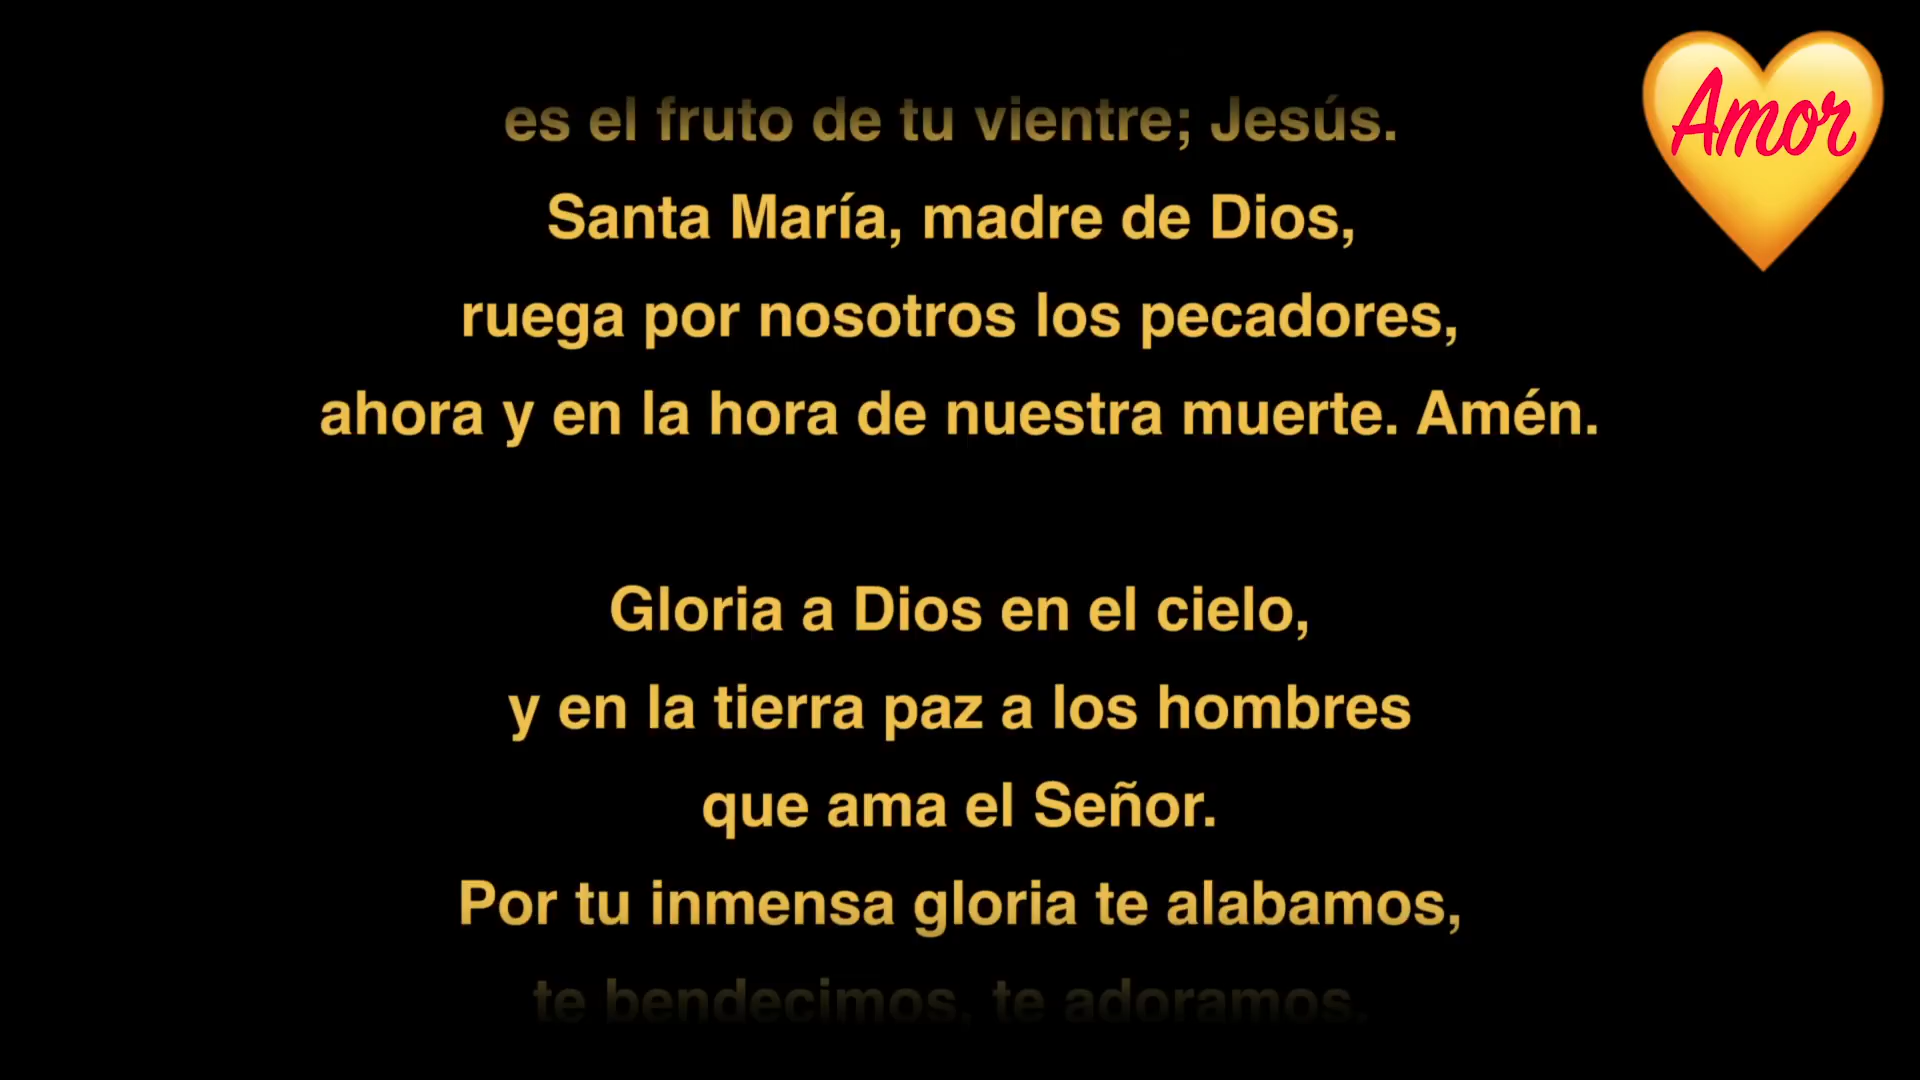 Amor
es el fruto de tu vientre; Jesús.
Santa María, madre de Dios,
ruega por nosotros los pecadores,
ahora y en la hora de nuestra muerte. Amén.
Gloria a Dios en el cielo,
y en la tierra paz a los hombres
que ama el Señor.
Por tu inmensa gloria te alabamos,
te bendecimos, te adoramos.